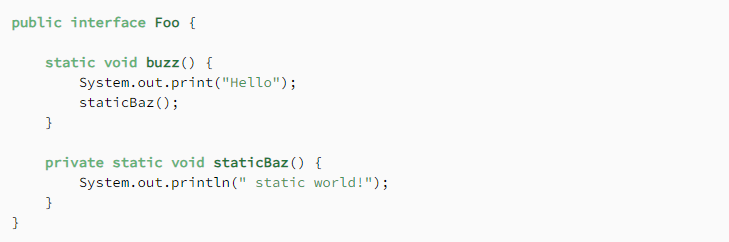 public interface Foo {

    static void buzz() {
        System.out.print("Hello");
        staticBaz();
    }

    private static void staticBaz() {
        System.out.println(" static world!");
    }
}